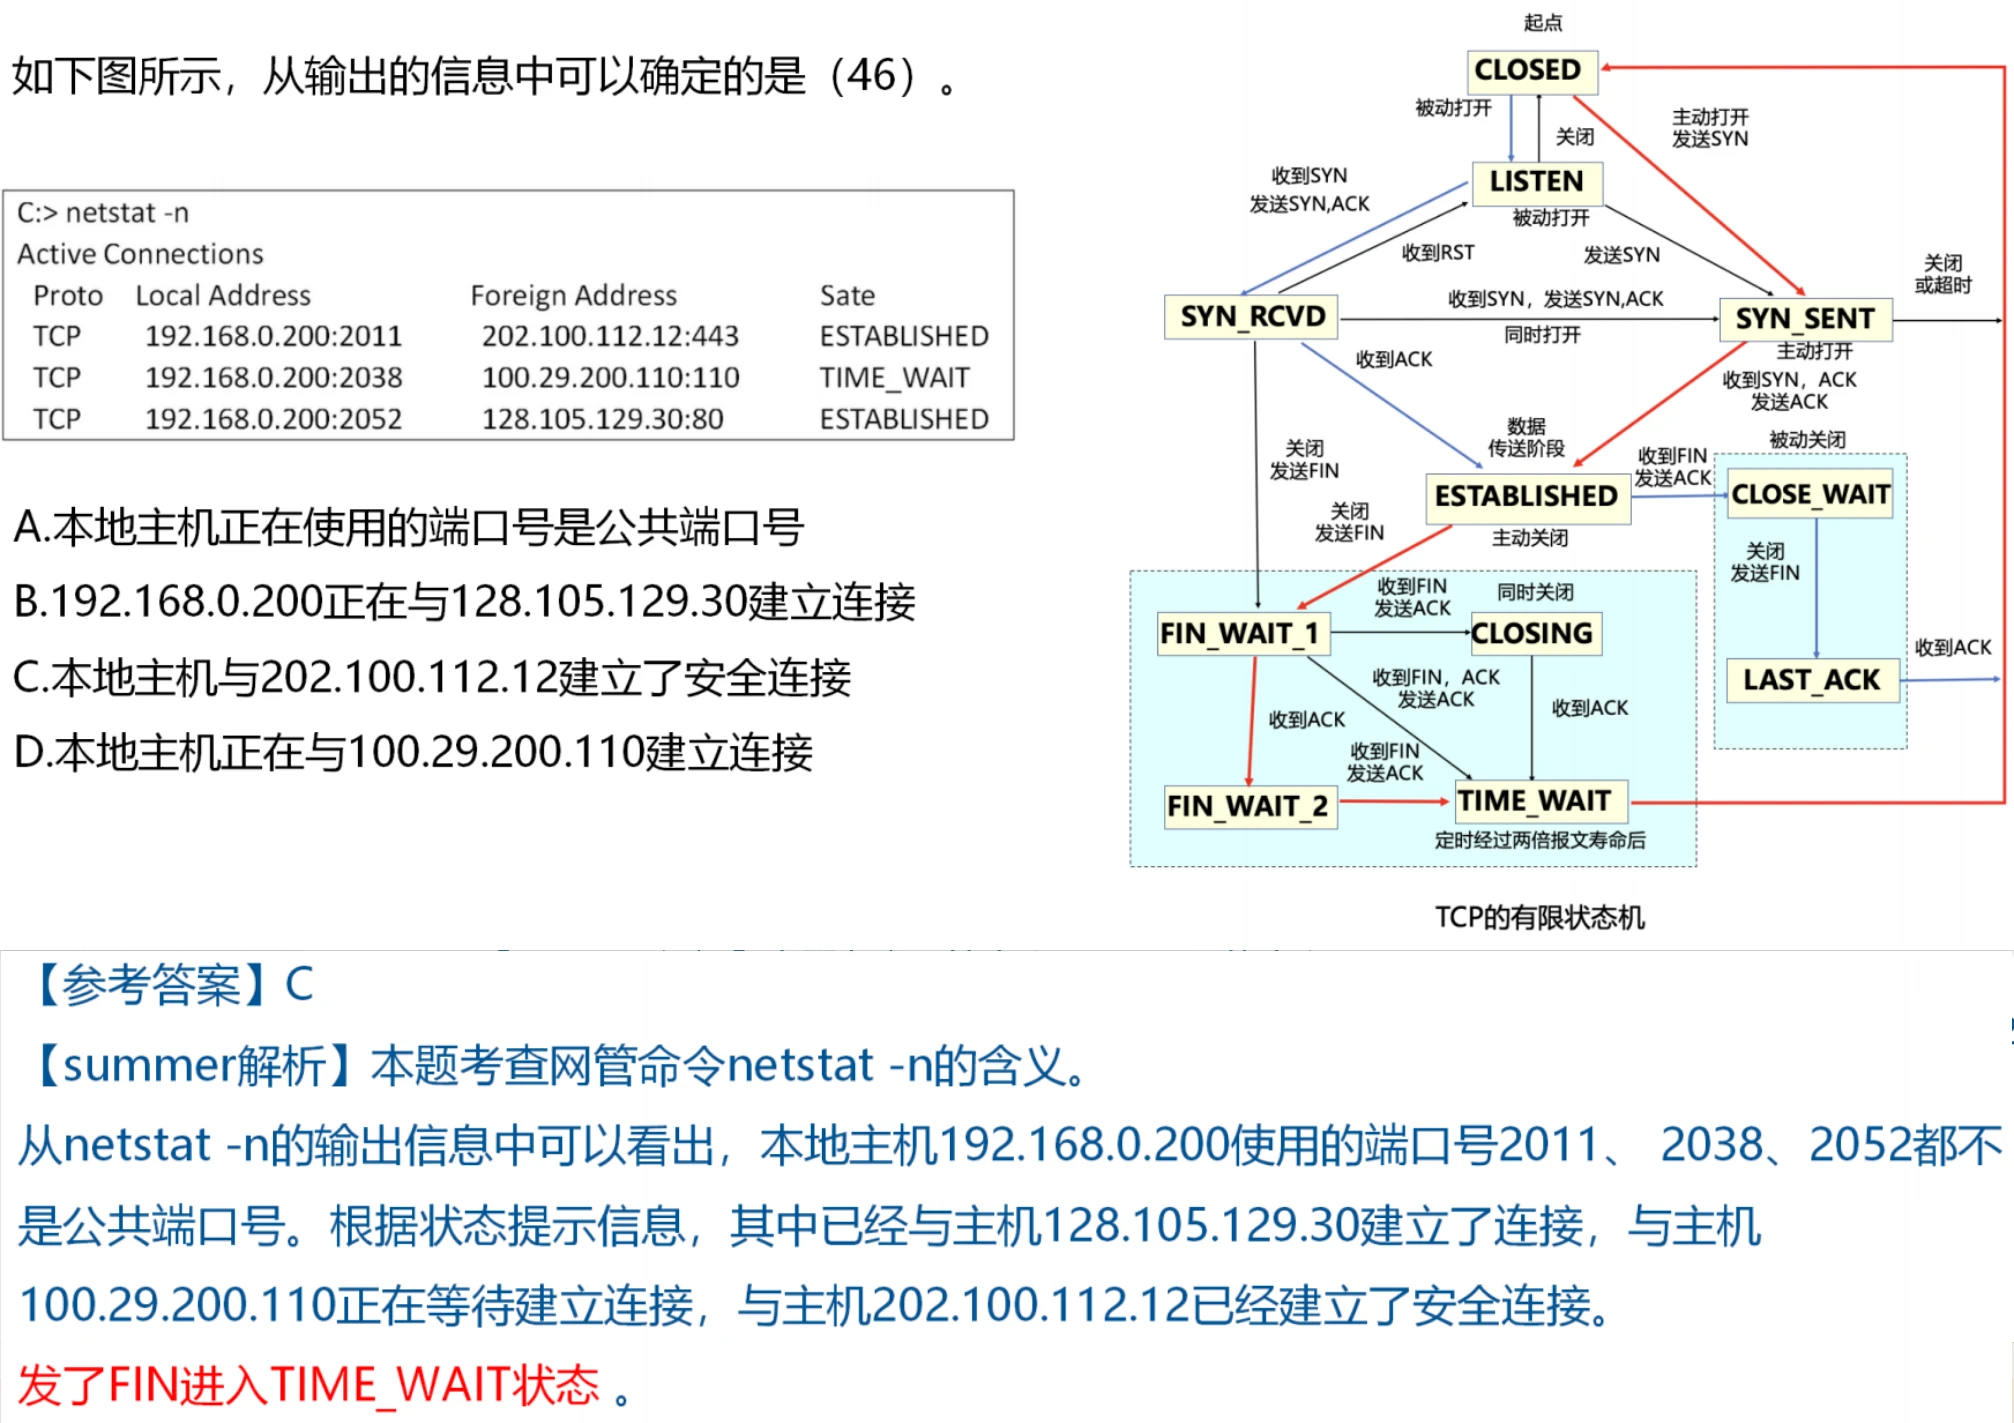 如下图所示，从输出的信息中可以确定的是（46）。
C:> netstat -n
Active Connections
Proto Local Address Foreign Address Sate
TCP 192.168.0.200:2011 202.100.112.12:443 ESTABLISHED
TCP 192.168.0.200:2038 100.29.200.110:110 TIME_WAIT
TCP 192.168.0.200:2052 128.105.129.30:80 ESTABLISHED
A.本地主机正在使用的端口号是公共端口号
B.192.168.0.200正在与128.105.129.30建立连接
C.本地主机与202.100.112.12建立了安全连接
D.本地主机正在与100.29.200.110建立连接
起点
CLOSED
被动打开
关闭
主动打开
发送SYN
LISTEN
被动打开
收到SYN
发送SYN,ACK
收到RST
发送SYN
关闭
或超时
SYN_RCVD
收到SYN，发送SYN,ACK
同时打开
SYN_SENT
主动打开
收到SYN，ACK
发送ACK
收到ACK
数据
传送阶段
关闭
发送FIN
ESTABLISHED
主动关闭
收到FIN
发送ACK
被动关闭
CLOSE_WAIT
关闭
发送FIN
LAST_ACK
收到ACK
关闭
发送FIN
FIN_WAIT_1
收到FIN
发送ACK
同时关闭
CLOSING
收到FIN，ACK
发送ACK
收到ACK
收到ACK
收到FIN
发送ACK
FIN_WAIT_2
TIME_WAIT
定时经过两倍报文寿命后
TCP的有限状态机
【参考答案】C
【summer解析】本题考查网管命令netstat -n的含义。
从netstat -n的输出信息中可以看出，本地主机192.168.0.200使用的端口号2011、 2038、2052都不
是公共端口号。根据状态提示信息，其中已经与主机128.105.129.30建立了连接，与主机
100.29.200.110正在等待建立连接，与主机202.100.112.12已经建立了安全连接。
发了FIN进入TIME_WAIT状态 。